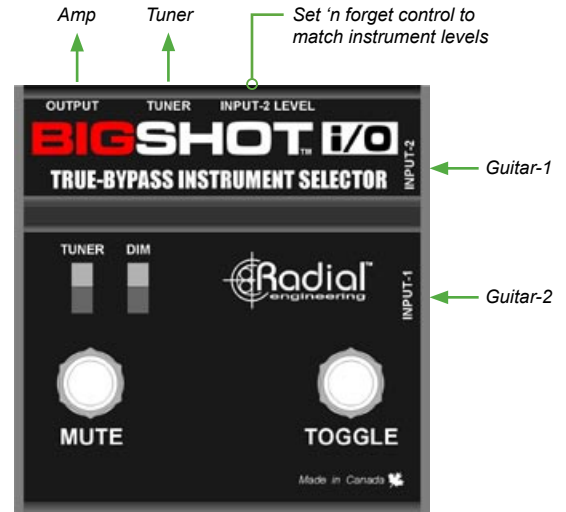 Amp
Tuner
Set ‘n forget control to
match instrument levels
OUTPUT
TUNER
INPUT-2 LEVEL
BIGSHOT™ i/O
TRUE-BYPASS INSTRUMENT SELECTOR
INPUT-2
Guitar-1
TUNER
DIM
Radial™
engineering
INPUT-1
Guitar-2
MUTE
TOGGLE
Made in Canada